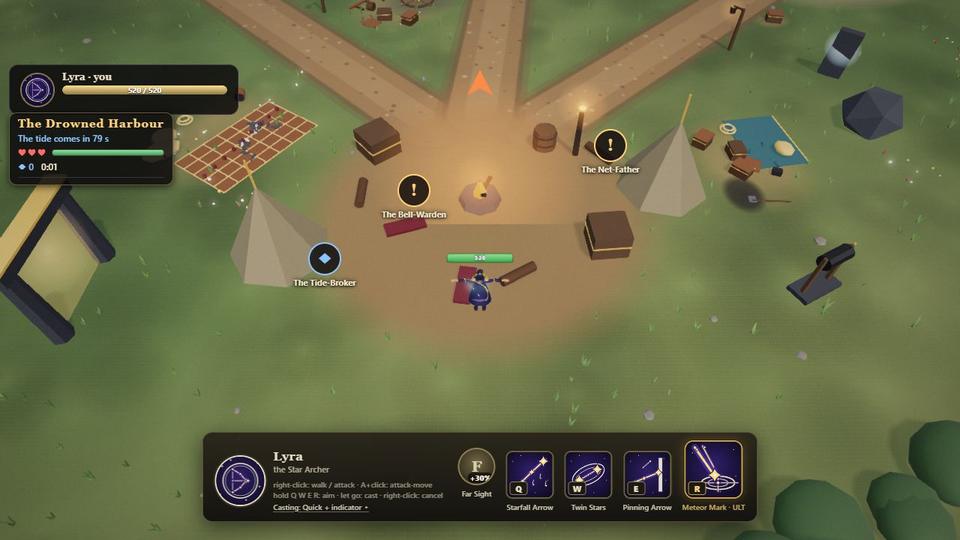 Lyra - you
520 / 520
The Drowned Harbour
The tide comes in 79 s
0 0:01
!
The Net-Father
!
The Bell-Warden
The Tide-Broker
520
Lyra
the Star Archer
right-click: walk / attack · A+click: attack-move
hold Q W E R: aim · let go: cast · right-click: cancel
Casting: Quick + indicator
F
+30%
Far Sight
Q
Starfall Arrow
W
Twin Stars
E
Pinning Arrow
R
Meteor Mark · ULT